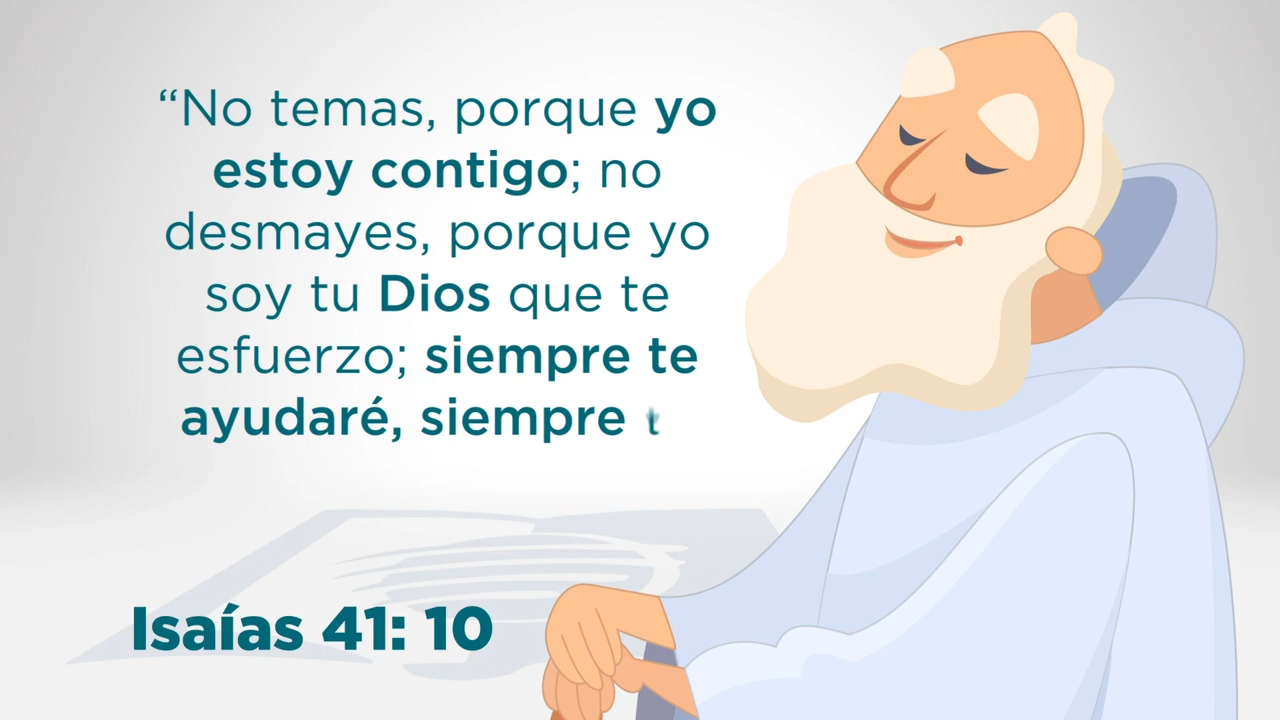 “No temas, porque yo
estoy contigo; no
desmayes, porque yo
soy tu Dios que te
esfuerzo; siempre te
ayudaré, siempre t
Isaías 41: 10